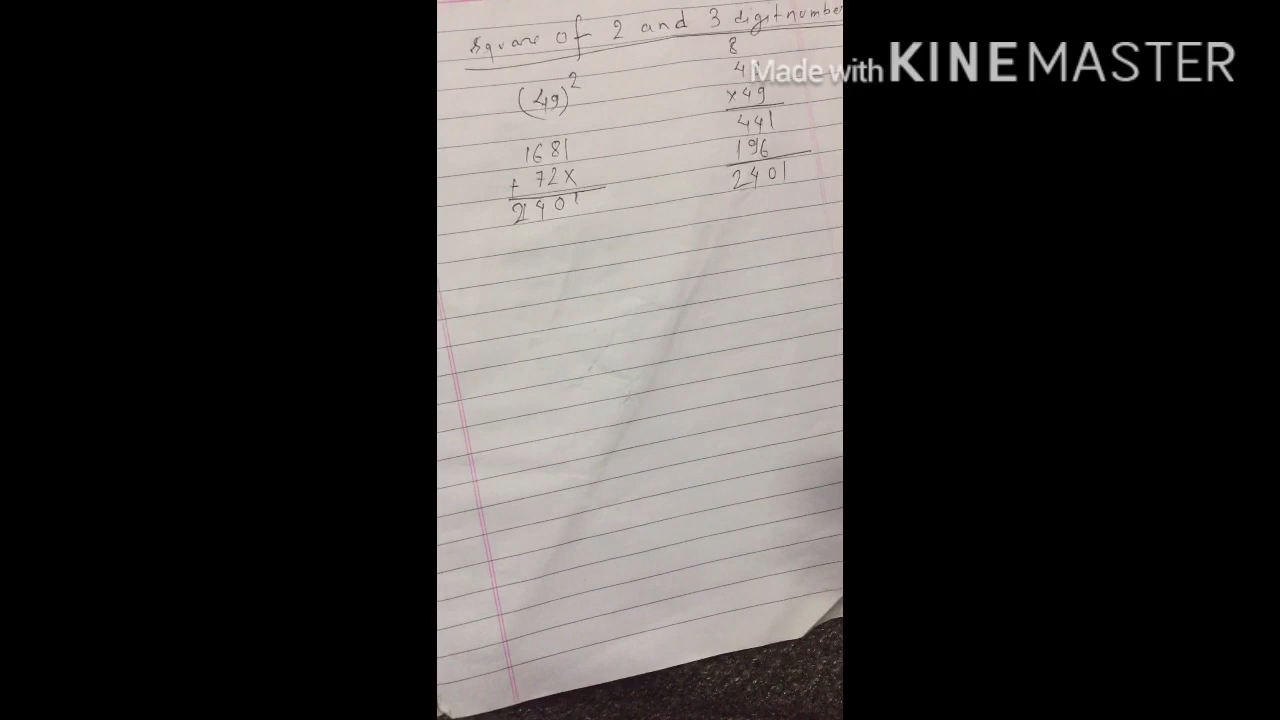 square of 2 and 3 digit number
Made with KINEMASTER
(49)²
1681
+ 72x
2401
8
4
x 49
441
196
2401